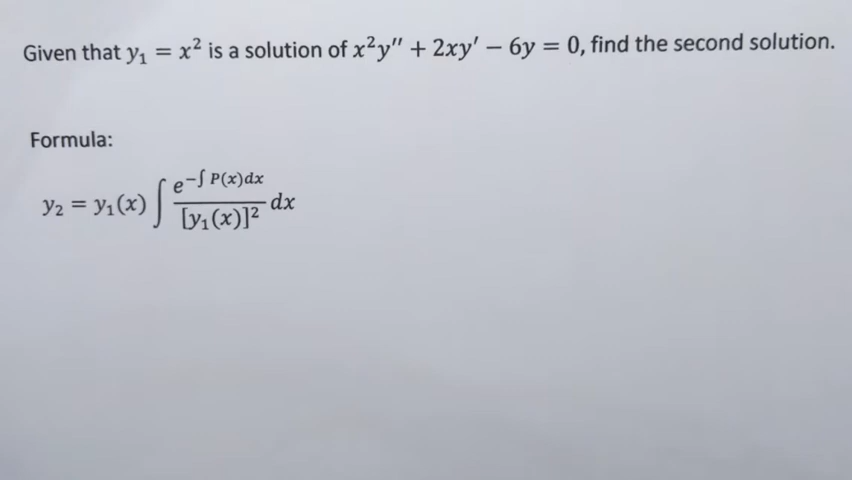 Given that y₁ = x² is a solution of x²y″ + 2xy′ − 6y = 0, find the second solution.
Formula:
y₂ = y₁(x) ∫ e^(−∫ P(x)dx) / [y₁(x)]² dx